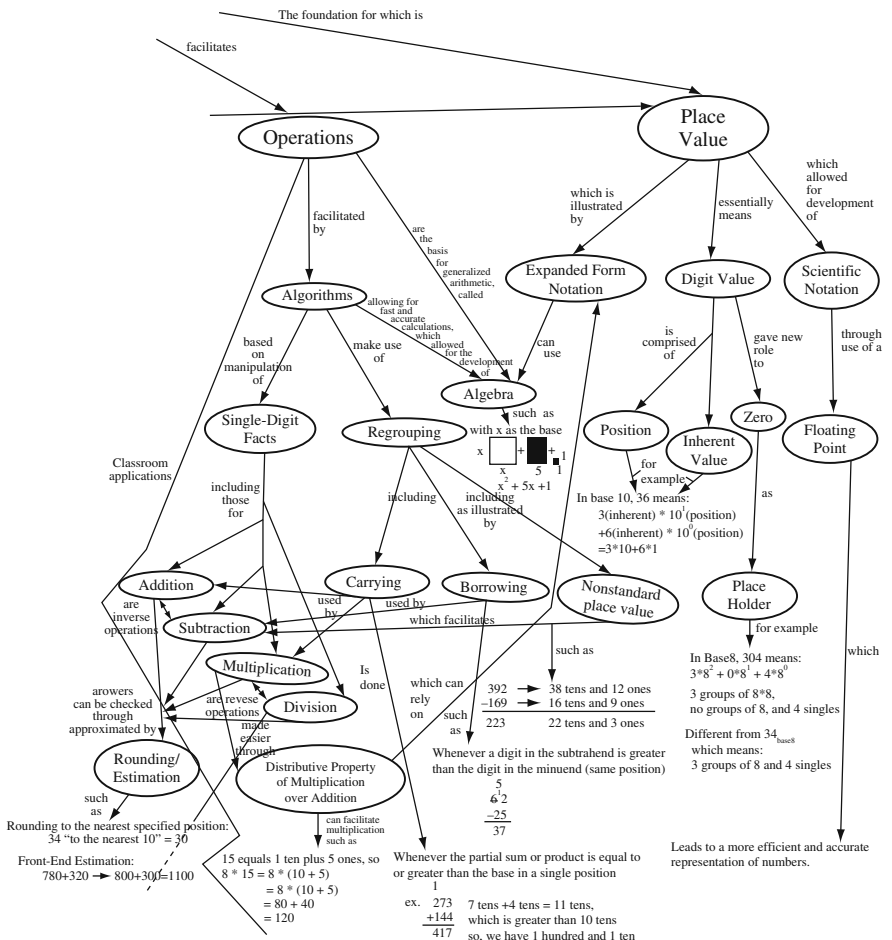 The foundation for which is
facilitates
Operations
Place
Value
which
allowed
for
development
of
which is
illustrated
by
essentially
means
facilitated
by
are
the
basis
for
generalized
arithmetic,
called
Expanded Form
Notation
Digit Value
Scientific
Notation
Algorithms
allowing for
fast and
accurate
calculations,
which
allowed
for the
development
of
based
on
manipulation
of
make use
of
can
use
is
comprised
of
gave new
role
to
through
use of a
Algebra
such as
with x as the base
x + + 1
x 5 1
x² + 5x +1
Single-Digit
Facts
Regrouping
Position
Inherent
Value
Zero
Floating
Point
for
example
In base 10, 36 means:
3(inherent) * 10¹(position)
+6(inherent) * 10⁰(position)
=3*10+6*1
as
Classroom
applications
including
those
for
including
including
as illustrated
by
Addition
Carrying
Borrowing
Nonstandard
place value
Place
Holder
are
inverse
operations
Subtraction
used
by
used by
which facilitates
for example
In Base8, 304 means:
3*8² + 0*8¹ + 4*8⁰
3 groups of 8*8,
no groups of 8, and 4 singles
Different from 34base8
which means:
3 groups of 8 and 4 singles
which
Multiplication
are revese
operations
Division
Is
done
which can
rely
on
such
as
such as
392 38 tens and 12 ones
–169 16 tens and 9 ones
223 22 tens and 3 ones
arowers
can be checked
through
approximated by
made
easier
through
Rounding/
Estimation
Distributive Property
of Multiplication
over Addition
Whenever a digit in the subtrahend is greater
than the digit in the minuend (same position)
5
6¹2
–25
37
such
as
Rounding to the nearest specified position:
34 “to the nearest 10” = 30
Front-End Estimation:
780+320 800+300=1100
can facilitate
multiplication
such as
15 equals 1 ten plus 5 ones, so
8 * 15 = 8 * (10 + 5)
= 8 * (10 + 5)
= 80 + 40
= 120
Whenever the partial sum or product is equal to
or greater than the base in a single position
1
ex. 273
+144
417
7 tens +4 tens = 11 tens,
which is greater than 10 tens
so, we have 1 hundred and 1 ten
Leads to a more efficient and accurate
representation of numbers.